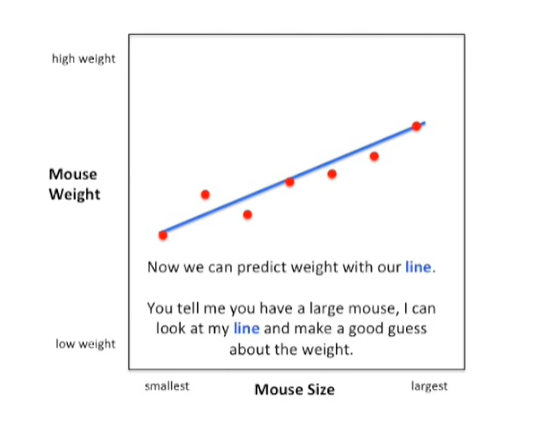 high weight
Mouse
Weight
Now we can predict weight with our line.
You tell me you have a large mouse, I can
look at my line and make a good guess
about the weight.
low weight
smallest
Mouse Size
largest